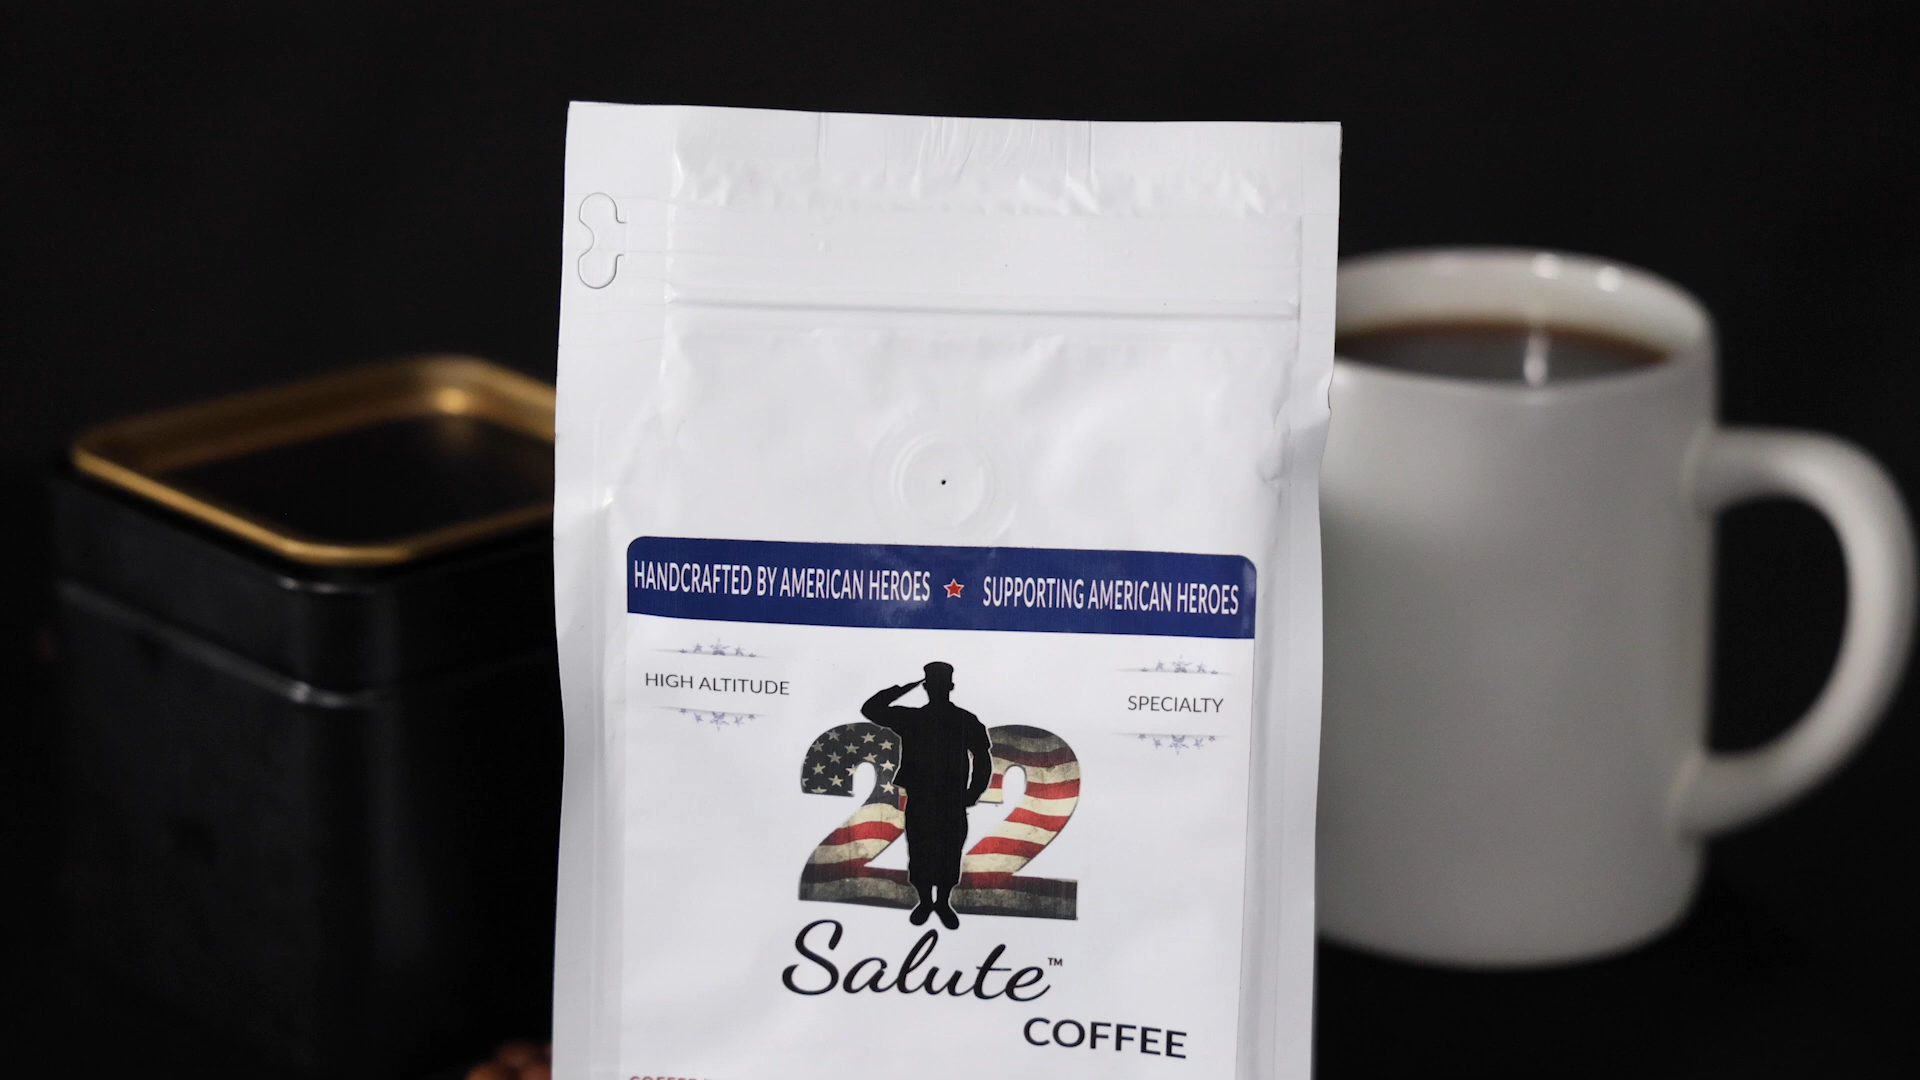 HANDCRAFTED BY AMERICAN HEROES ★ SUPPORTING AMERICAN HEROES
HIGH ALTITUDE
SPECIALTY
22
Salute™
COFFEE